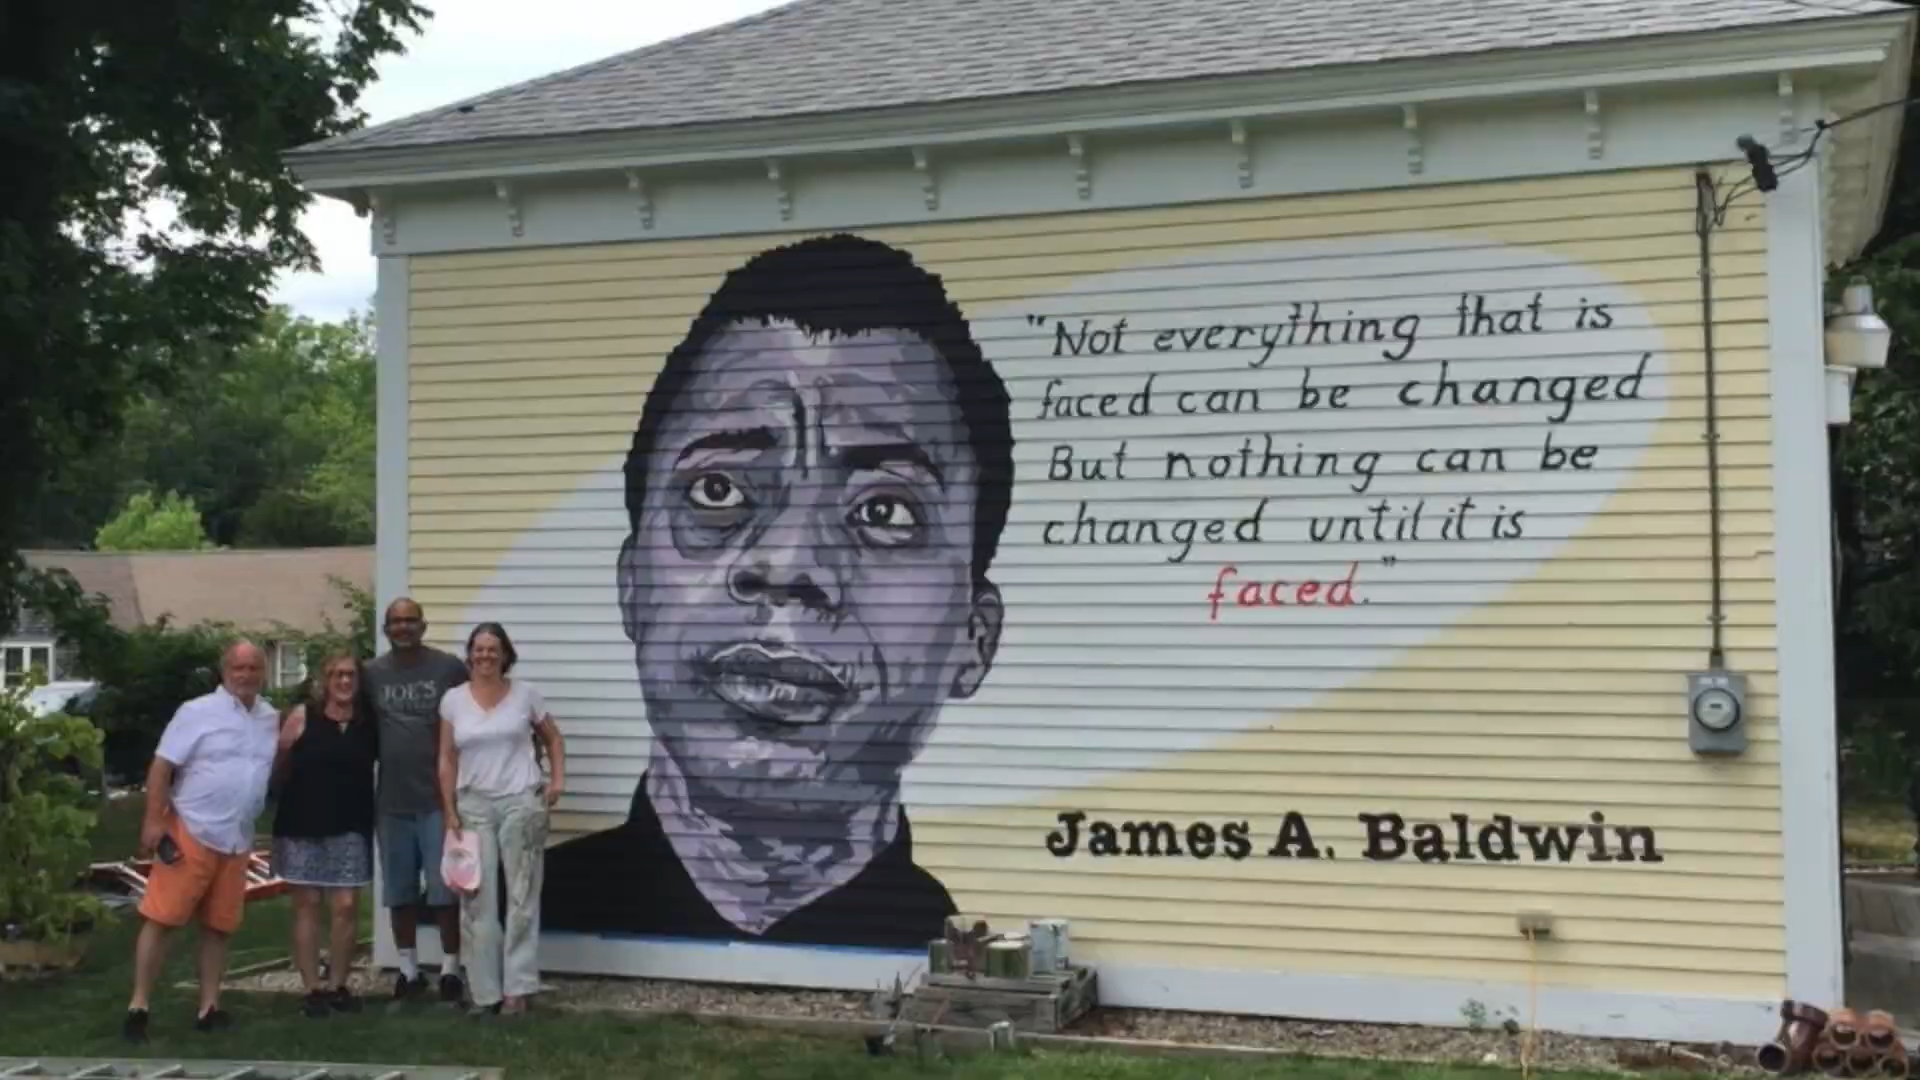 "Not everything that is
faced can be changed
But nothing can be
changed until it is
faced."
James A. Baldwin
JOE'S